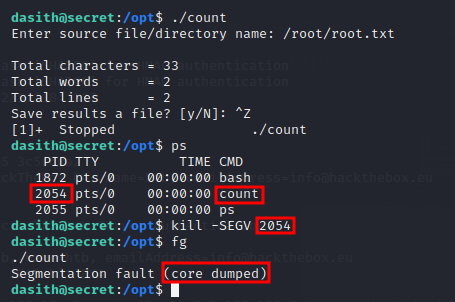 dasith@secret:/opt$ ./count
Enter source file/directory name: /root/root.txt
Total characters = 33
Total words      = 2
Total lines      = 2
Save results a file? [y/N]: ^Z
[1]+  Stopped                 ./count
dasith@secret:/opt$ ps
    PID TTY          TIME CMD
   1872 pts/0    00:00:00 bash
   2054 pts/0    00:00:00 count
   2055 pts/0    00:00:00 ps
dasith@secret:/opt$ kill -SEGV 2054
dasith@secret:/opt$ fg
./count
Segmentation fault (core dumped)
dasith@secret:/opt$